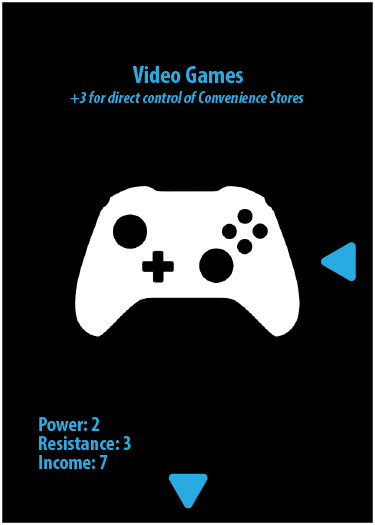 Video Games
+3 for direct control of Convenience Stores
Power: 2
Resistance: 3
Income: 7